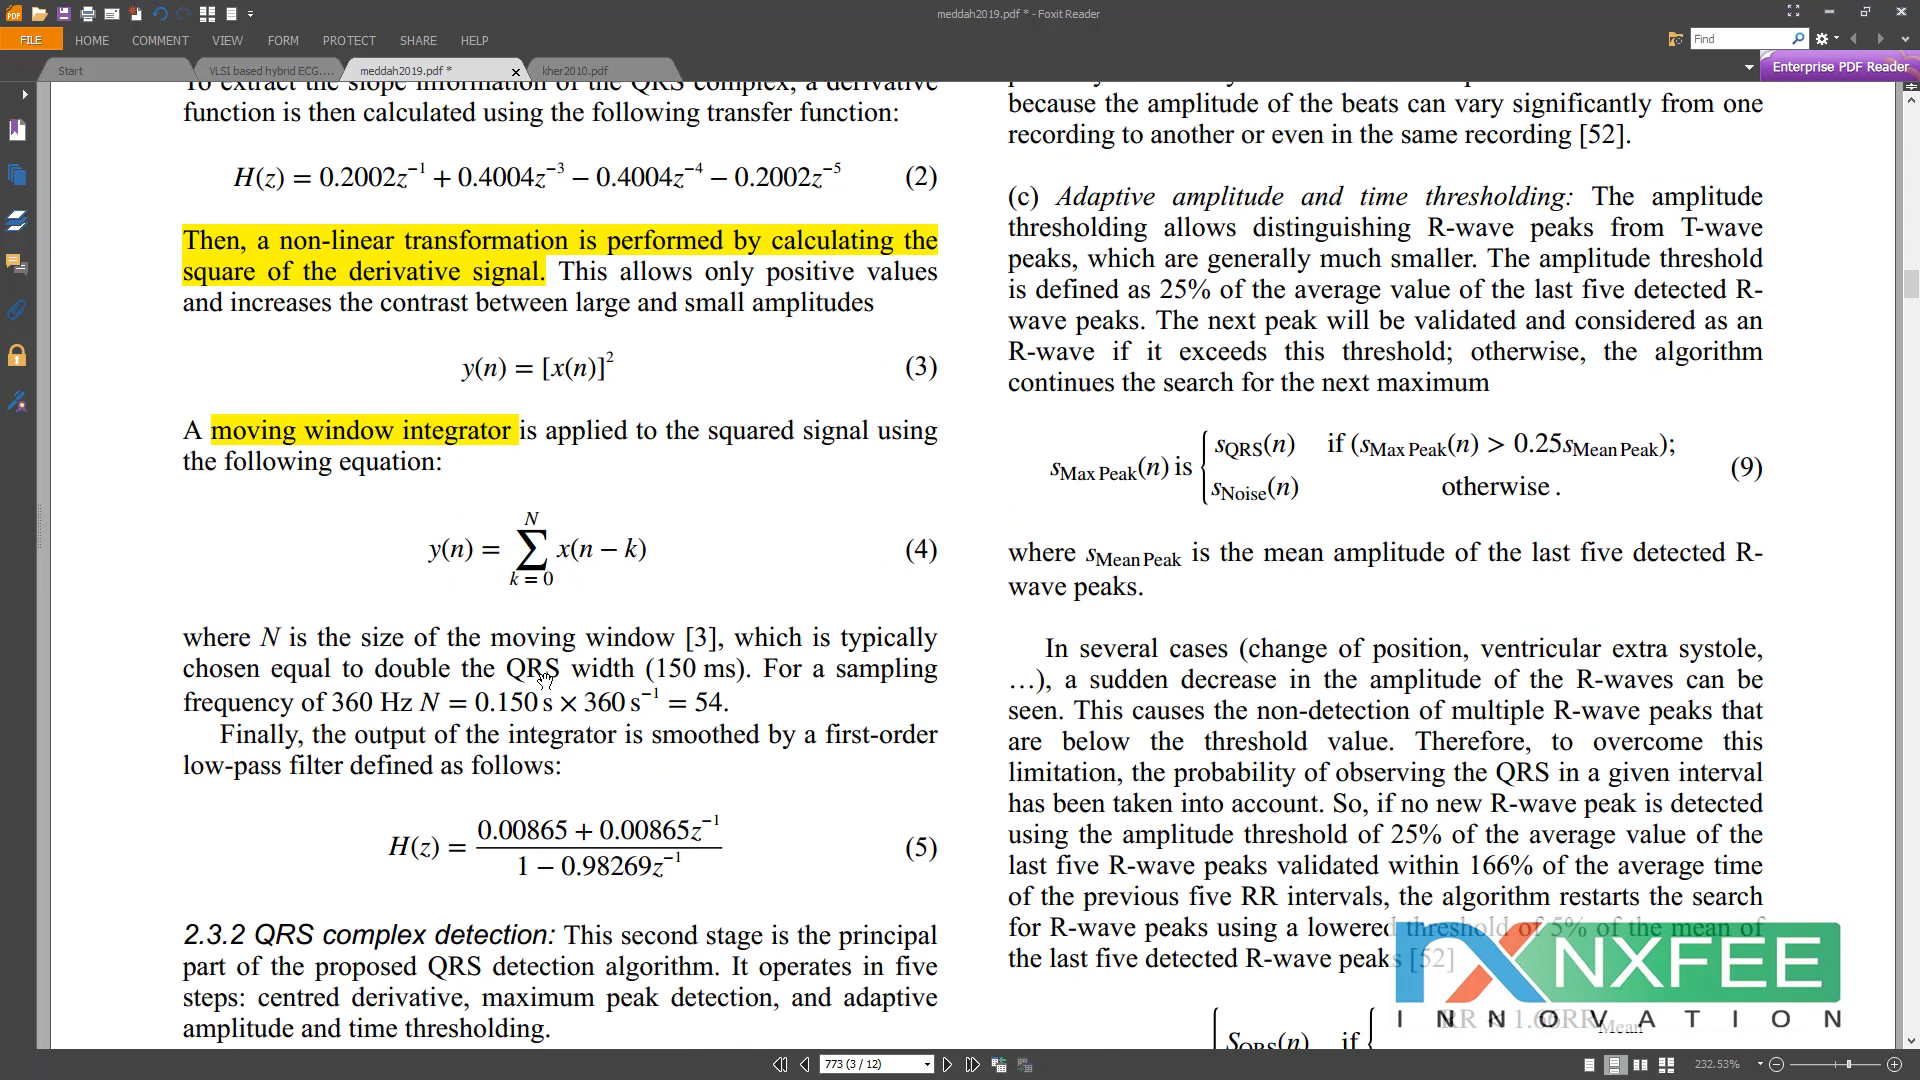 meddah2019.pdf * - Foxit Reader
FILE HOME COMMENT VIEW FORM PROTECT SHARE HELP
Find
Start
VLSI based hybrid ECG....
meddah2019.pdf *
kher2010.pdf
Enterprise PDF Reader
To extract the slope information of the QRS complex, a derivative
function is then calculated using the following transfer function:
H(z) = 0.2002z⁻¹ + 0.4004z⁻³ − 0.4004z⁻⁴ − 0.2002z⁻⁵ (2)
Then, a non-linear transformation is performed by calculating the
square of the derivative signal. This allows only positive values
and increases the contrast between large and small amplitudes
y(n) = [x(n)]² (3)
A moving window integrator is applied to the squared signal using
the following equation:
N
y(n) = ∑ x(n − k) (4)
k = 0
where N is the size of the moving window [3], which is typically
chosen equal to double the QRS width (150 ms). For a sampling
frequency of 360 Hz N = 0.150 s × 360 s⁻¹ = 54.
Finally, the output of the integrator is smoothed by a first-order
low-pass filter defined as follows:
0.00865 + 0.00865z⁻¹
H(z) = (5)
1 − 0.98269z⁻¹
2.3.2 QRS complex detection: This second stage is the principal
part of the proposed QRS detection algorithm. It operates in five
steps: centred derivative, maximum peak detection, and adaptive
amplitude and time thresholding.
because the amplitude of the beats can vary significantly from one
recording to another or even in the same recording [52].
(c) Adaptive amplitude and time thresholding: The amplitude
thresholding allows distinguishing R-wave peaks from T-wave
peaks, which are generally much smaller. The amplitude threshold
is defined as 25% of the average value of the last five detected R-
wave peaks. The next peak will be validated and considered as an
R-wave if it exceeds this threshold; otherwise, the algorithm
continues the search for the next maximum
sQRS(n) if (sMax Peak(n) > 0.25sMean Peak);
sMax Peak(n) is (9)
sNoise(n) otherwise .
where sMean Peak is the mean amplitude of the last five detected R-
wave peaks.
In several cases (change of position, ventricular extra systole,
…), a sudden decrease in the amplitude of the R-waves can be
seen. This causes the non-detection of multiple R-wave peaks that
are below the threshold value. Therefore, to overcome this
limitation, the probability of observing the QRS in a given interval
has been taken into account. So, if no new R-wave peak is detected
using the amplitude threshold of 25% of the average value of the
last five R-wave peaks validated within 166% of the average time
of the previous five RR intervals, the algorithm restarts the search
for R-wave peaks using a lowered threshold of 5% of the mean of
the last five detected R-wave peaks [52]
SQRS(n) if RR < 1.66RRMean
NXFEE
INNOVATION
773 (3 / 12)
232.53%